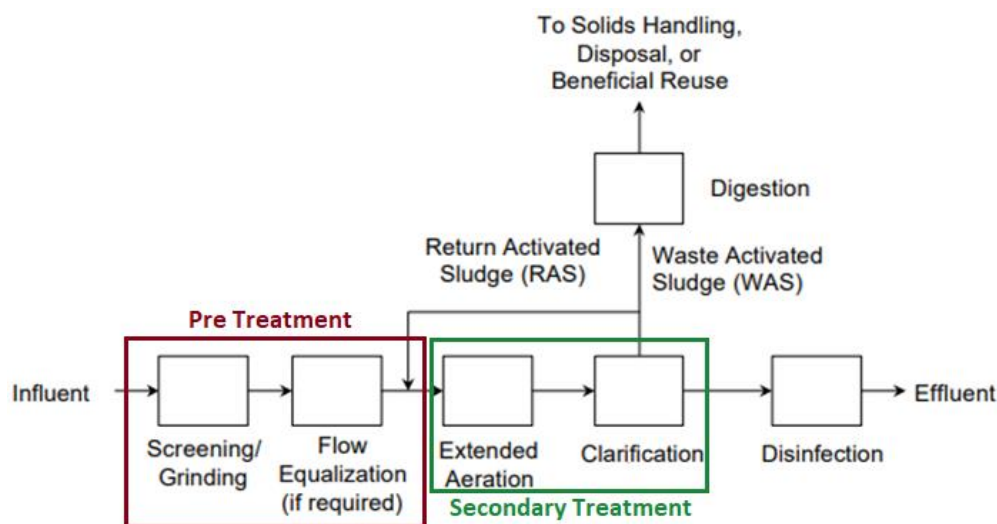 To Solids Handling,
Disposal, or
Beneficial Reuse
Digestion
Return Activated
Sludge (RAS)
Waste Activated
Sludge (WAS)
Pre Treatment
Influent
Effluent
Screening/
Grinding
Flow
Equalization
(if required)
Extended
Aeration
Clarification
Disinfection
Secondary Treatment